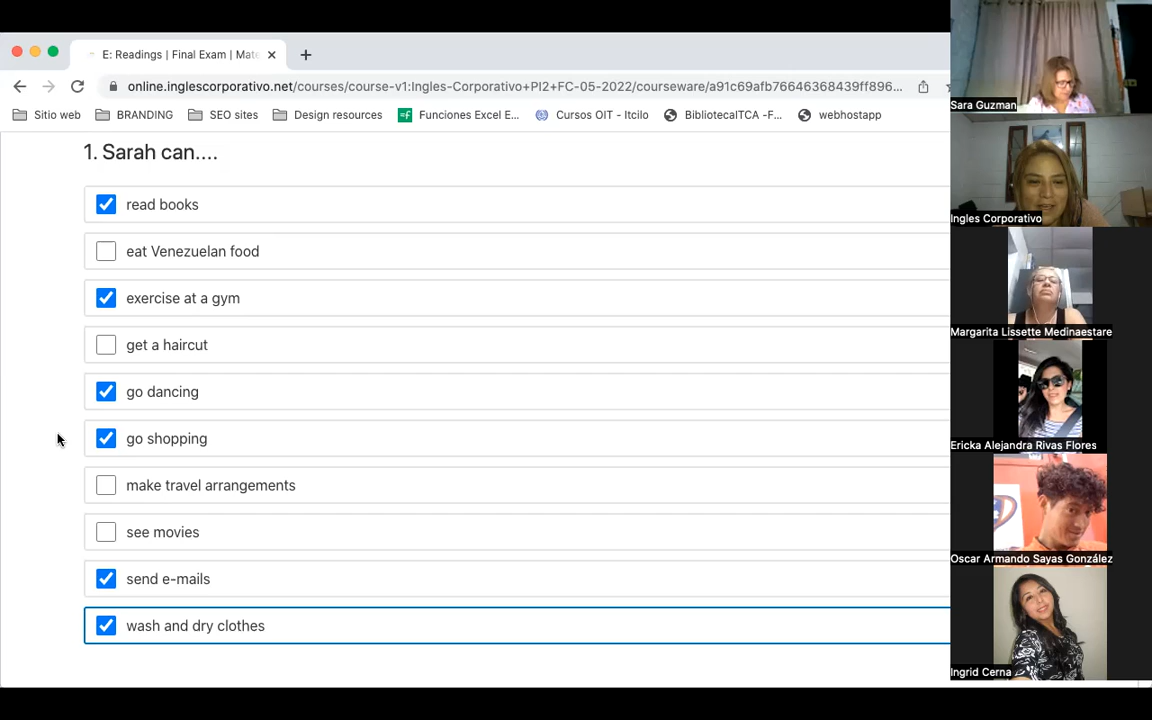 E: Readings | Final Exam | Mate
online.inglescorporativo.net/courses/course-v1:Ingles-Corporativo+PI2+FC-05-2022/courseware/a91c69afb76646368439ff896...
Sitio web BRANDING SEO sites Design resources Funciones Excel E... Cursos OIT - Itcilo BibliotecaITCA -F... webhostapp
1. Sarah can....
read books
eat Venezuelan food
exercise at a gym
get a haircut
go dancing
go shopping
make travel arrangements
see movies
send e-mails
wash and dry clothes
Sara Guzman
Ingles Corporativo
Margarita Lissette Medinaestare
Ericka Alejandra Rivas Flores
Oscar Armando Sayas González
Ingrid Cerna